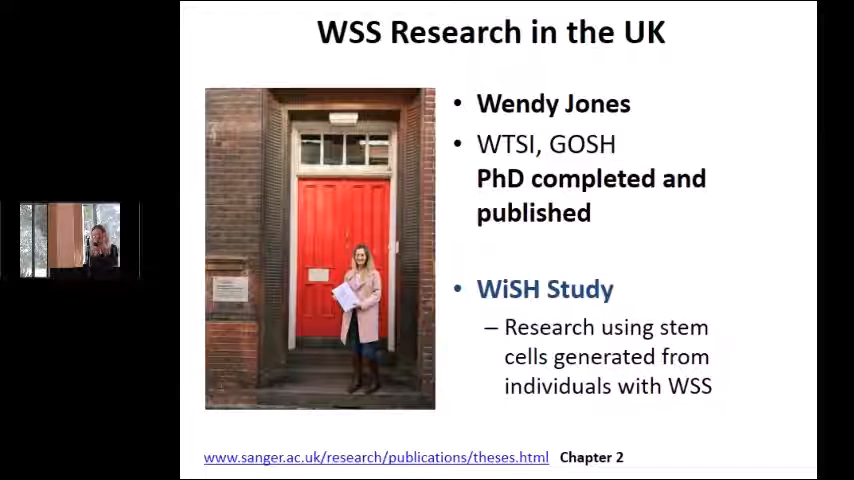 WSS Research in the UK
• Wendy Jones
• WTSI, GOSH
PhD completed and
published
• WiSH Study
– Research using stem
cells generated from
individuals with WSS
www.sanger.ac.uk/research/publications/theses.html Chapter 2